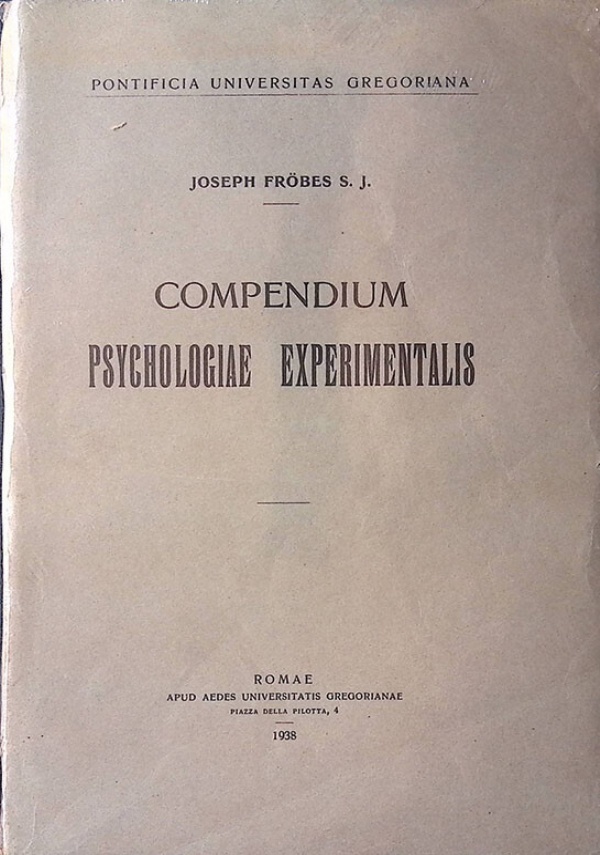 PONTIFICIA UNIVERSITAS GREGORIANA
JOSEPH FRÖBES S. J.
COMPENDIUM
PSYCHOLOGIAE EXPERIMENTALIS
ROMAE
APUD AEDES UNIVERSITATIS GREGORIANAE
PIAZZA DELLA PILOTTA, 4
1938